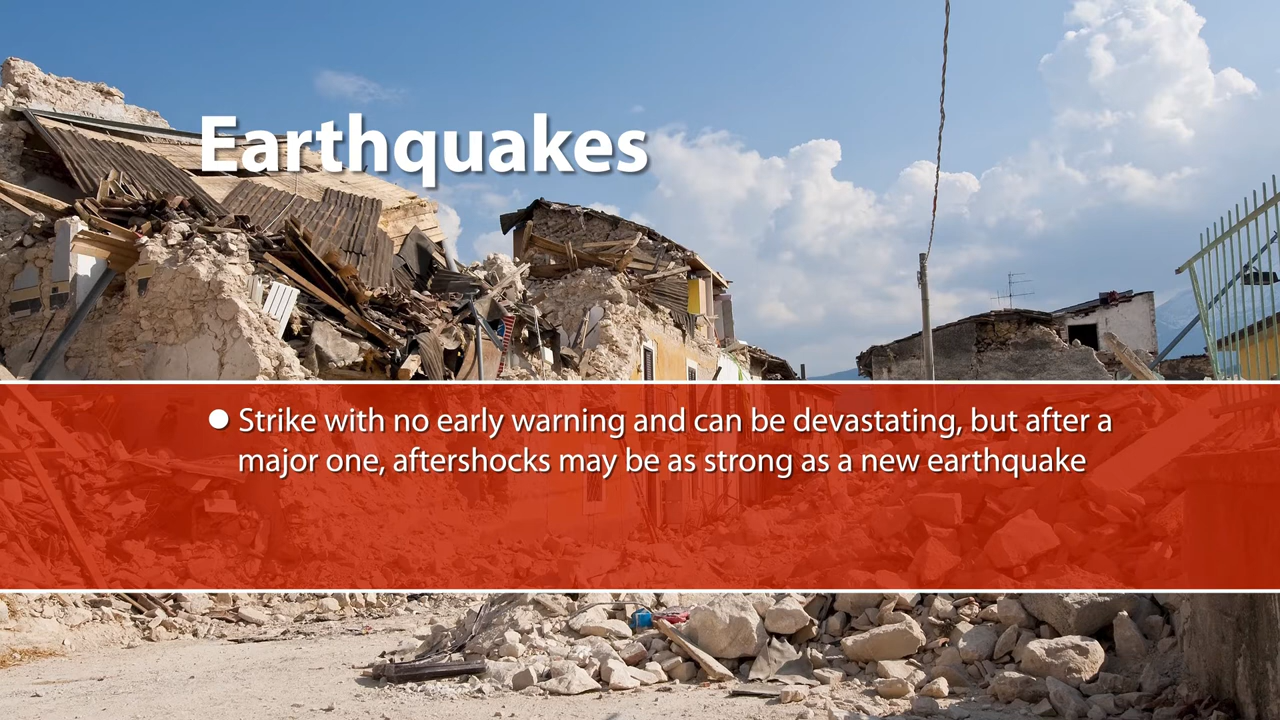 Earthquakes
● Strike with no early warning and can be devastating, but after a
major one, aftershocks may be as strong as a new earthquake